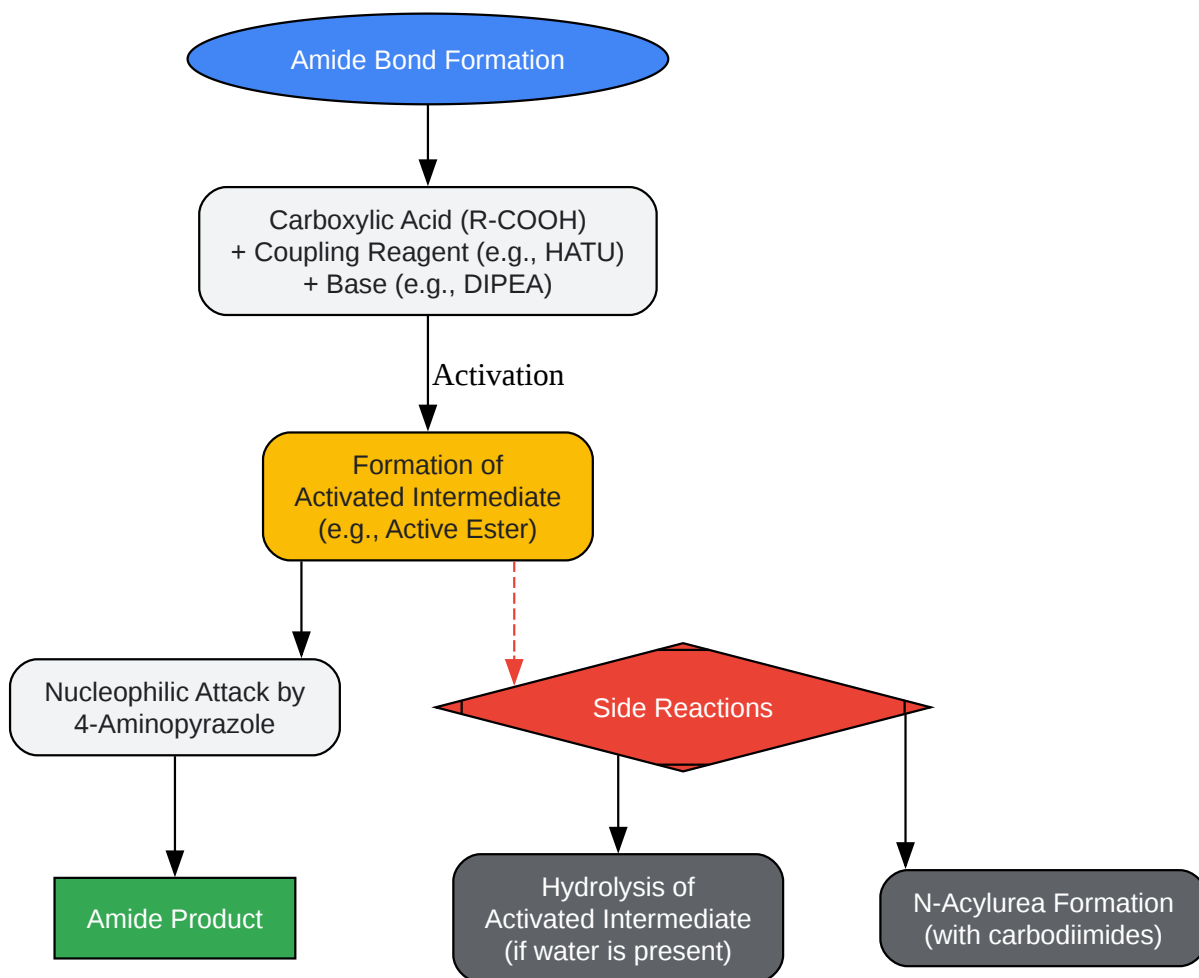 Amide Bond Formation
Carboxylic Acid (R-COOH)
+ Coupling Reagent (e.g., HATU)
+ Base (e.g., DIPEA)
Activation
Formation of
Activated Intermediate
(e.g., Active Ester)
Nucleophilic Attack by
4-Aminopyrazole
Side Reactions
Amide Product
Hydrolysis of
Activated Intermediate
(if water is present)
N-Acylurea Formation
(with carbodiimides)